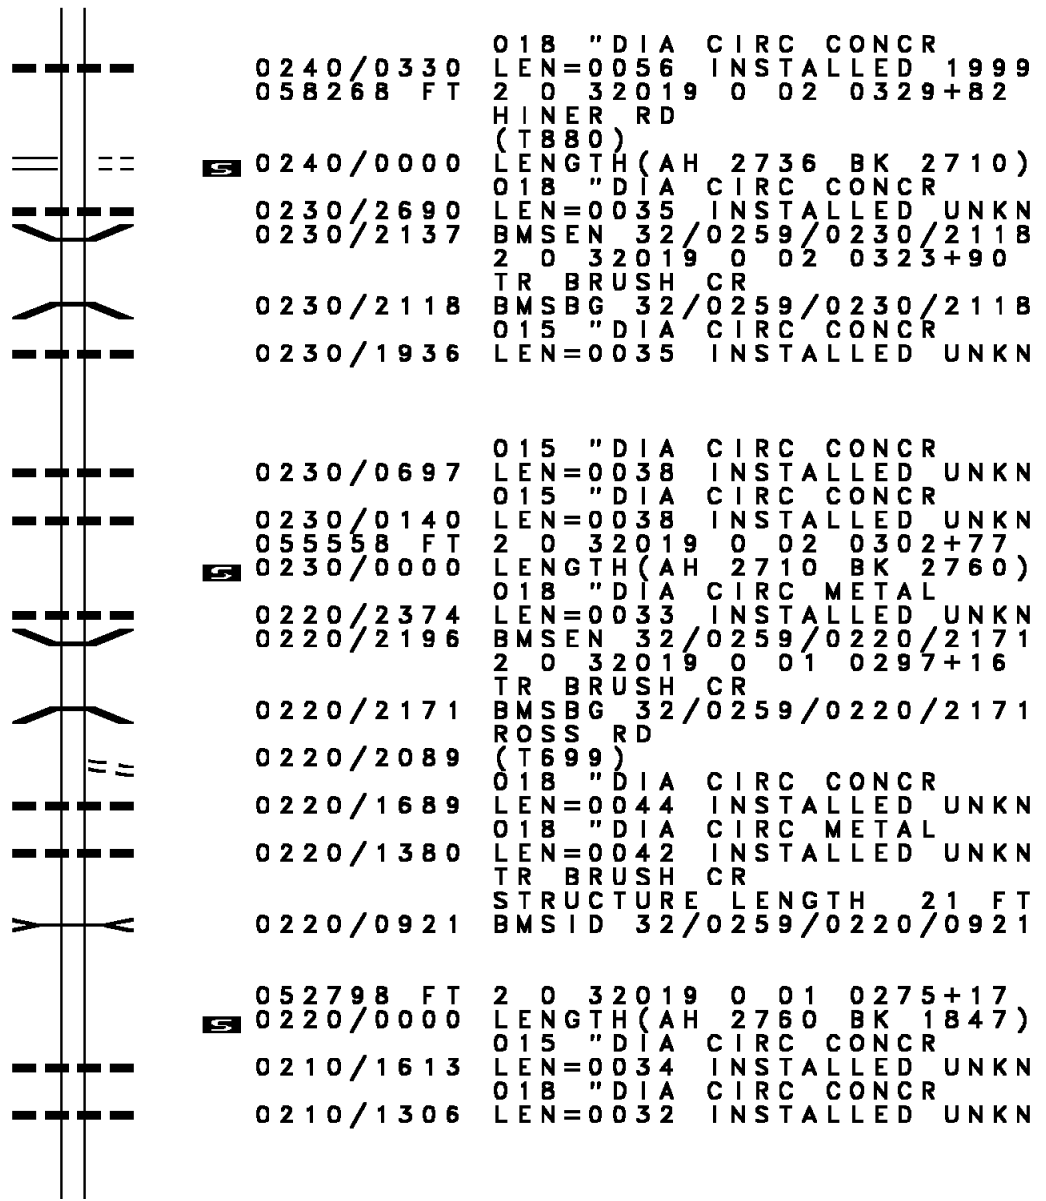 018 "DIA CIRC CONCR
0240/0330 LEN=0056 INSTALLED 1999
058268 FT 2 0 32019 0 02 0329+82
HINER RD
(T880)
S 0240/0000 LENGTH(AH 2736 BK 2710)
018 "DIA CIRC CONCR
0230/2690 LEN=0035 INSTALLED UNKN
0230/2137 BMSEN 32/0259/0230/2118
2 0 32019 0 02 0323+90
TR BRUSH CR
0230/2118 BMSBG 32/0259/0230/2118
015 "DIA CIRC CONCR
0230/1936 LEN=0035 INSTALLED UNKN
015 "DIA CIRC CONCR
0230/0697 LEN=0038 INSTALLED UNKN
015 "DIA CIRC CONCR
0230/0140 LEN=0038 INSTALLED UNKN
055558 FT 2 0 32019 0 02 0302+77
S 0230/0000 LENGTH(AH 2710 BK 2760)
018 "DIA CIRC METAL
0220/2374 LEN=0033 INSTALLED UNKN
0220/2196 BMSEN 32/0259/0220/2171
2 0 32019 0 01 0297+16
TR BRUSH CR
0220/2171 BMSBG 32/0259/0220/2171
ROSS RD
0220/2089 (T699)
018 "DIA CIRC CONCR
0220/1689 LEN=0044 INSTALLED UNKN
018 "DIA CIRC METAL
0220/1380 LEN=0042 INSTALLED UNKN
TR BRUSH CR
STRUCTURE LENGTH 21 FT
0220/0921 BMSID 32/0259/0220/0921
052798 FT 2 0 32019 0 01 0275+17
S 0220/0000 LENGTH(AH 2760 BK 1847)
015 "DIA CIRC CONCR
0210/1613 LEN=0034 INSTALLED UNKN
018 "DIA CIRC CONCR
0210/1306 LEN=0032 INSTALLED UNKN